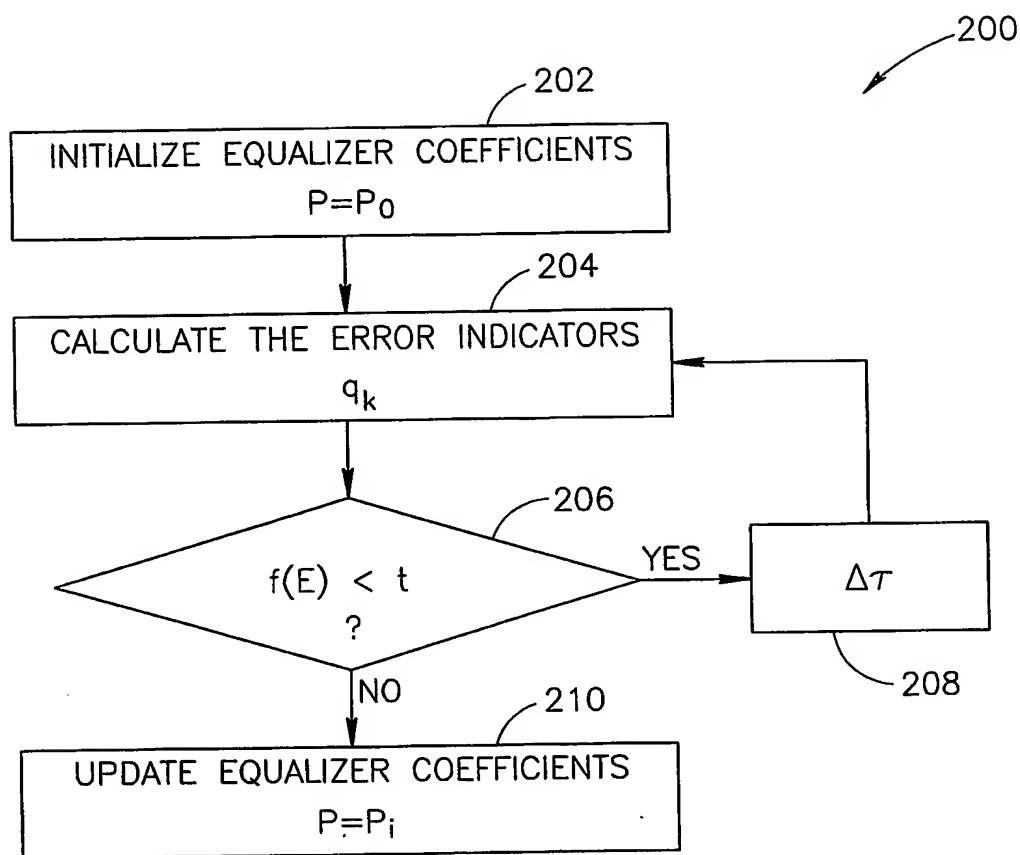 200
202
INITIALIZE EQUALIZER COEFFICIENTS
P=P₀
204
CALCULATE THE ERROR INDICATORS
qₖ
206
f(E) < t
?
YES
Δτ
208
NO
210
UPDATE EQUALIZER COEFFICIENTS
P=Pᵢ